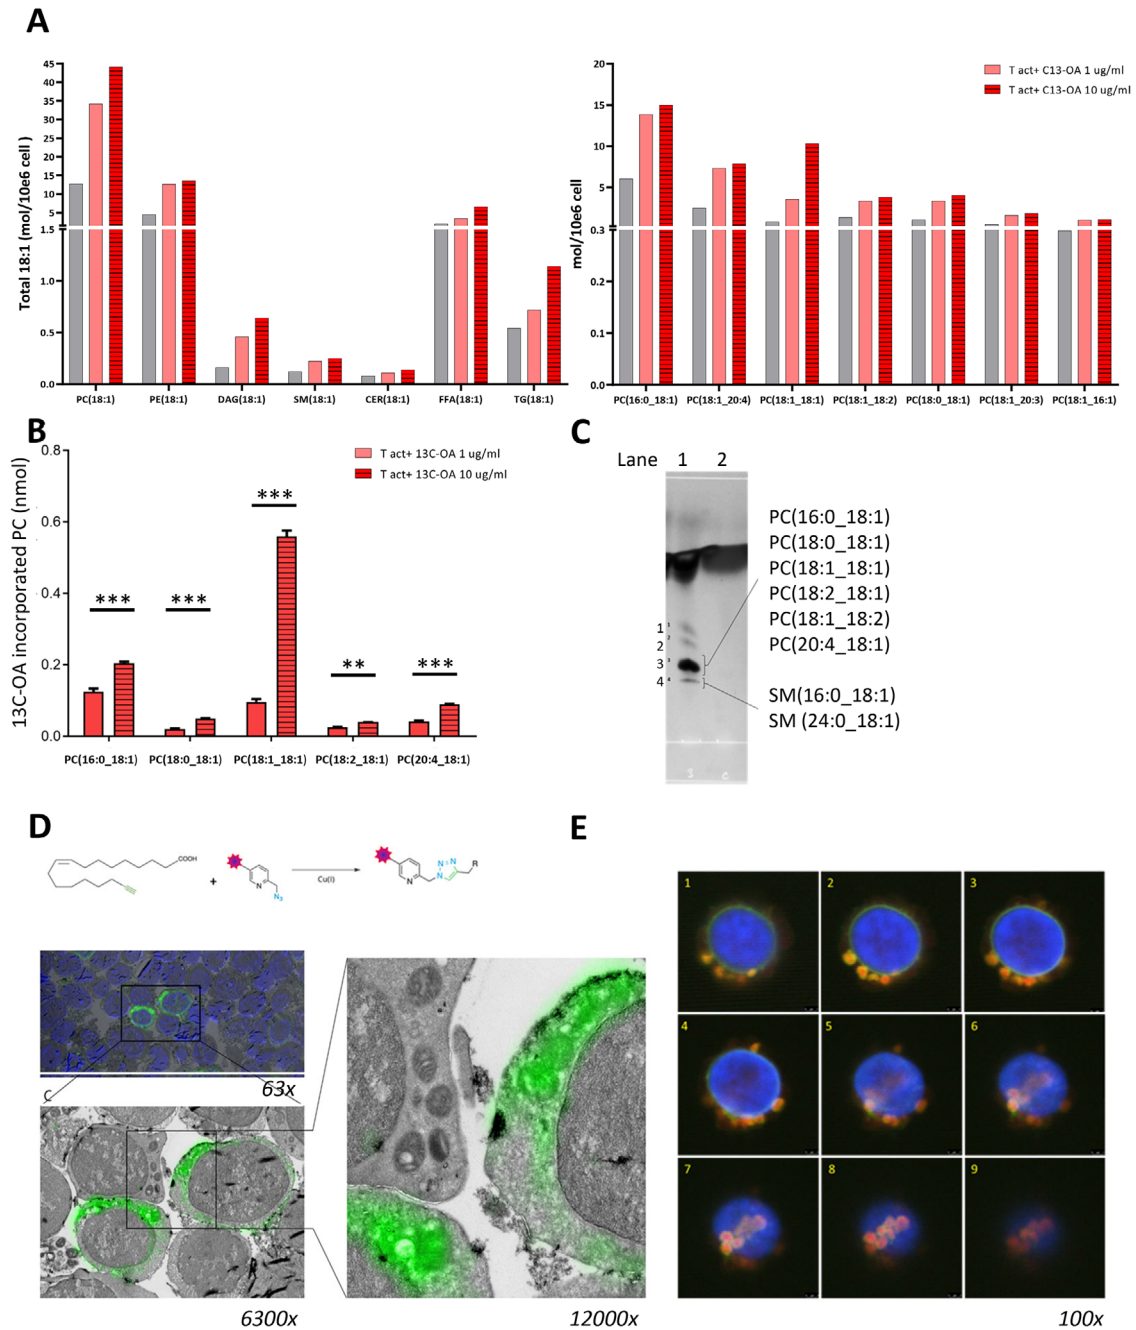 A
Total 18:1 (mol/10e6 cell )
45
40
35
30
25
20
15
10
5
1.5
1.0
0.5
0.0
PC(18:1)
PE(18:1)
DAG(18:1)
SM(18:1)
CER(18:1)
FFA(18:1)
TG(18:1)
mol/10e6 cell
20
15
10
5
0.3
0.2
0.1
0.0
T act+ C13-OA 1 ug/ml
T act+ C13-OA 10 ug/ml
PC(16:0_18:1)
PC(18:1_20:4)
PC(18:1_18:1)
PC(18:1_18:2)
PC(18:0_18:1)
PC(18:1_20:3)
PC(18:1_16:1)
B
13C-OA incorporated PC (nmol)
0.8
0.6
0.4
0.2
0.0
T act+ 13C-OA 1 ug/ml
T act+ 13C-OA 10 ug/ml
***
***
***
**
***
PC(16:0_18:1)
PC(18:0_18:1)
PC(18:1_18:1)
PC(18:2_18:1)
PC(20:4_18:1)
C
Lane 1 2
1
2
3
4
PC(16:0_18:1)
PC(18:0_18:1)
PC(18:1_18:1)
PC(18:2_18:1)
PC(18:1_18:2)
PC(20:4_18:1)
SM(16:0_18:1)
SM (24:0_18:1)
D
COOH
+
N
N3
Cu(I)
N
N
N
N
R
63x
C
6300x
12000x
E
1
2
3
4
5
6
7
8
9
100x